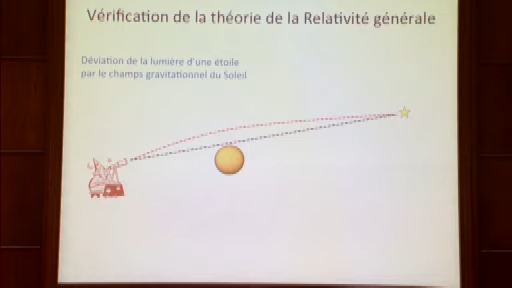 Vérification de la théorie de la Relativité générale
Déviation de la lumière d'une étoile
par le champs gravitationnel du Soleil